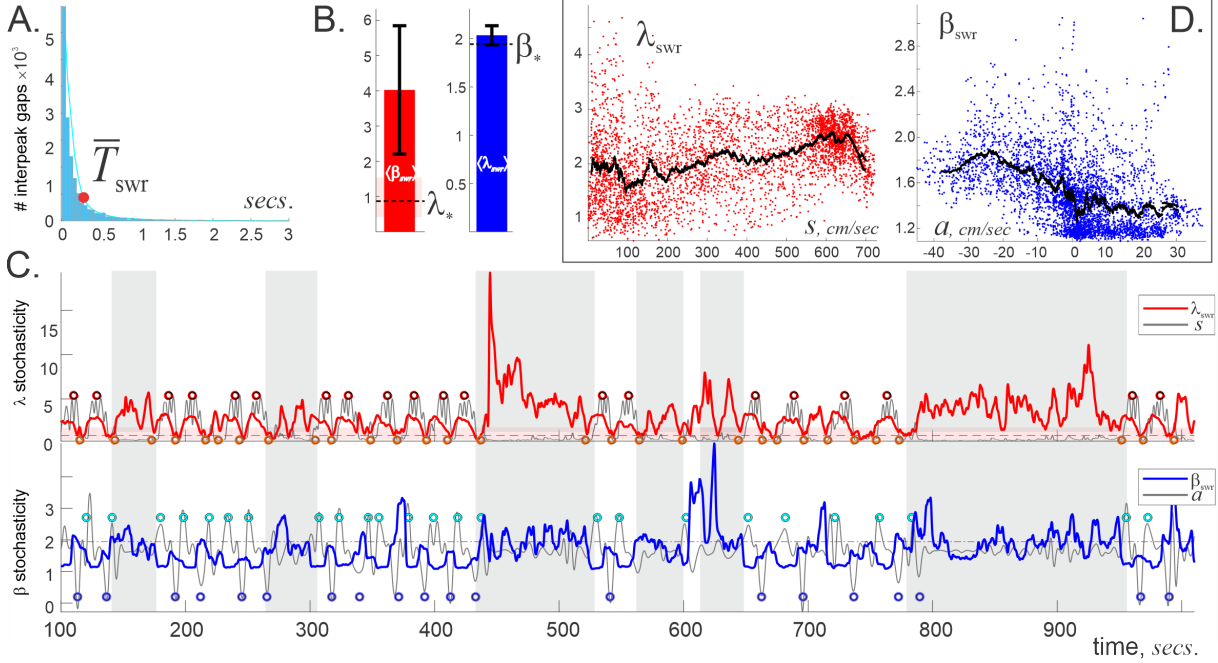 A.
# interpeak gaps ×10³
5
4
3
2
1
0
T̅swr
secs.
0 0.5 1 1.5 2 2.5 3
B.
6
5
4
3
2
1
0
⟨βswr⟩
λ*
2
1.5
1
0.5
⟨λswr⟩
β*
λswr
4
3
2
1
s, cm/sec
100 200 300 400 500 600 700
D.
βswr
2.8
2.4
2.0
1.6
1.2
a, cm/sec
-40 -30 -20 -10 0 10 20 30
C.
λ stochasticity
15
10
5
0
λswr
s
β stochasticity
3
2
1
0
βswr
a
100 200 300 400 500 600 700 800 900
time, secs.